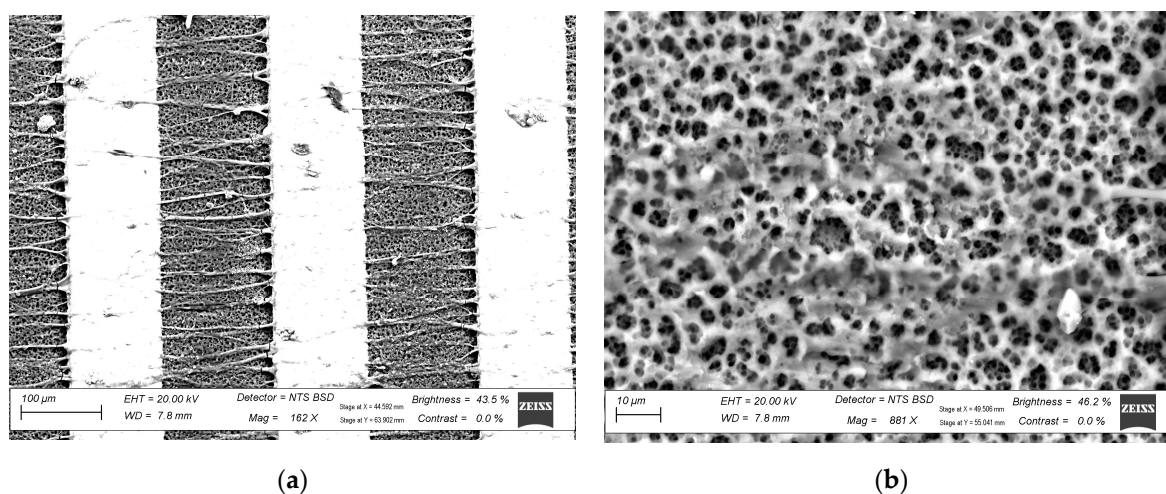 100 µm
EHT = 20.00 kV
Detector = NTS BSD
Brightness = 43.5 %
WD = 7.8 mm
Mag = 162 X
Stage at X = 44.592 mm
Stage at Y = 63.902 mm
Contrast = 0.0 %
ZEISS
10 µm
EHT = 20.00 kV
Detector = NTS BSD
Brightness = 46.2 %
WD = 7.8 mm
Mag = 881 X
Stage at X = 49.506 mm
Stage at Y = 55.041 mm
Contrast = 0.0 %
ZEISS
(a)
(b)